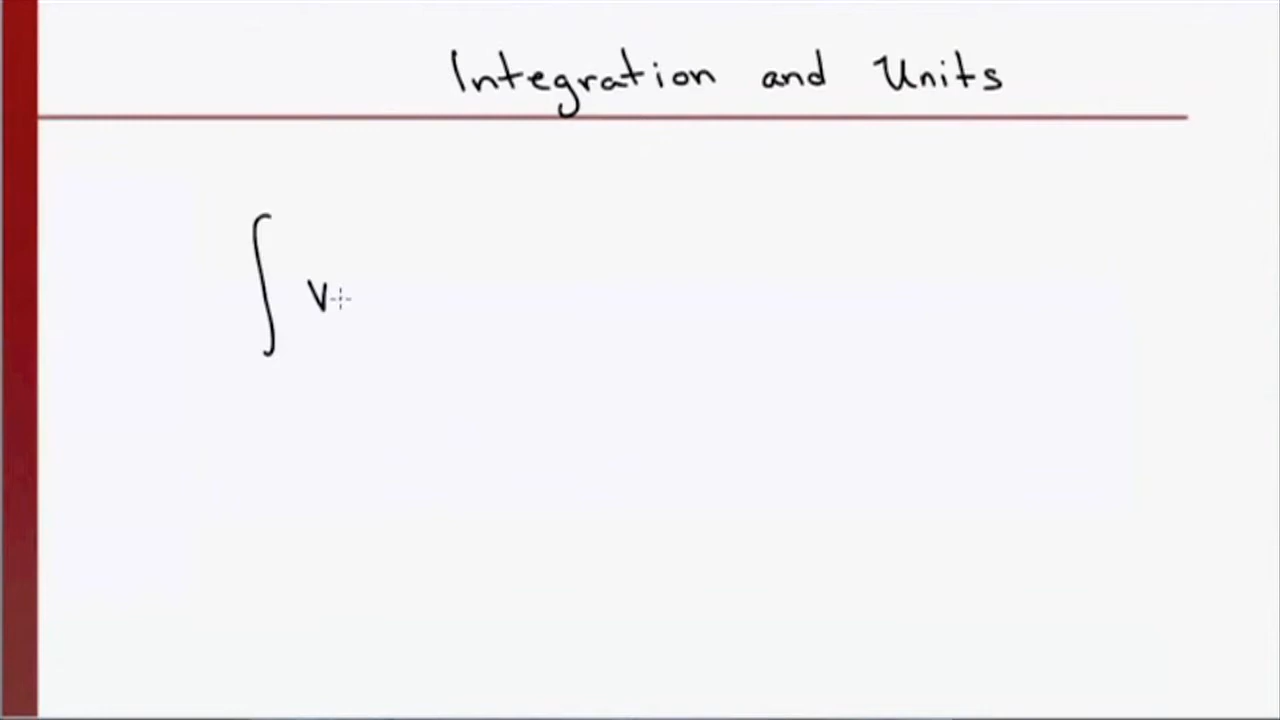 Integration and Units
∫ v